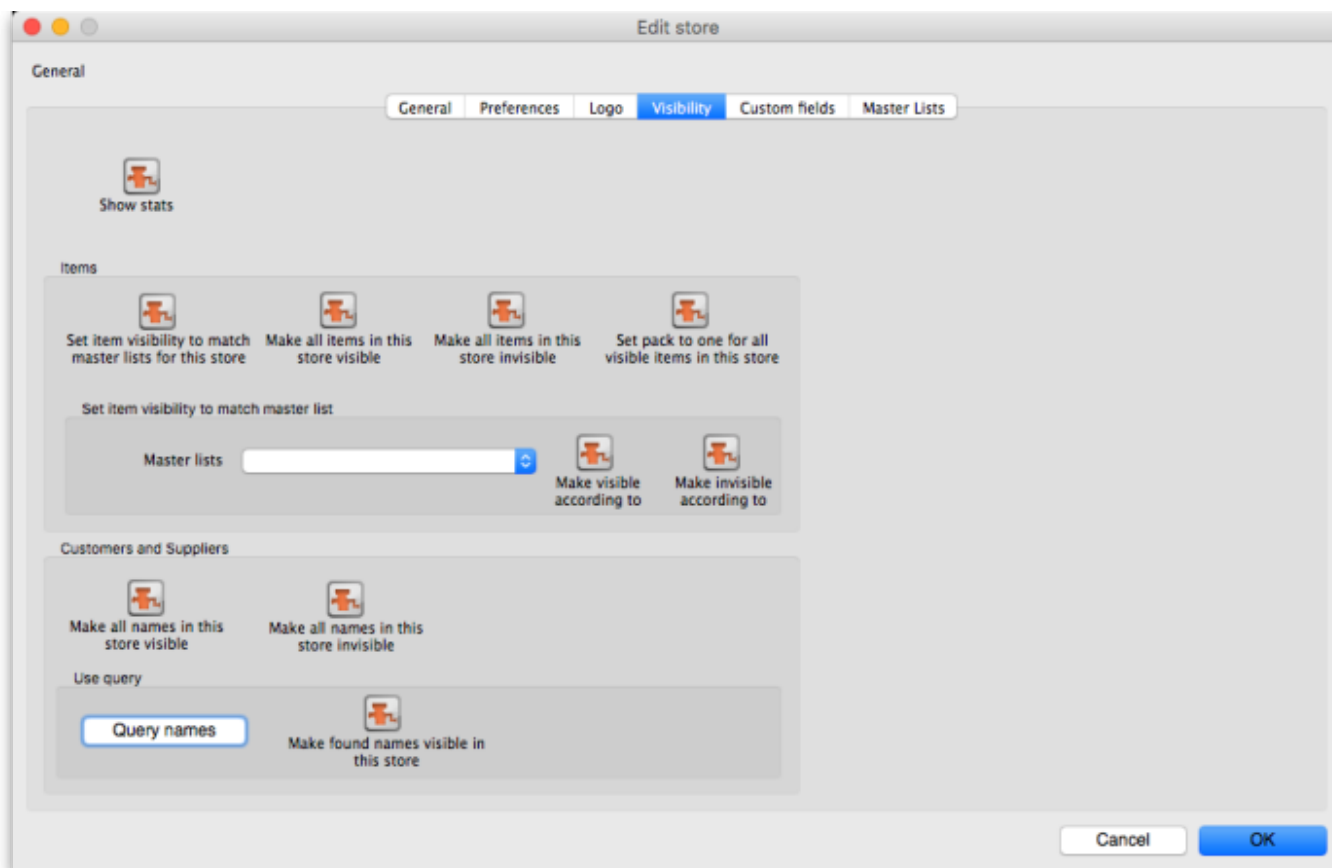 Edit store
General
General Preferences Logo Visibility Custom fields Master Lists
Show stats
Items
Set item visibility to match
master lists for this store
Make all items in this
store visible
Make all items in this
store invisible
Set pack to one for all
visible items in this store
Set item visibility to match master list
Master lists
Make visible
according to
Make invisible
according to
Customers and Suppliers
Make all names in this
store visible
Make all names in this
store invisible
Use query
Query names
Make found names visible in
this store
Cancel OK